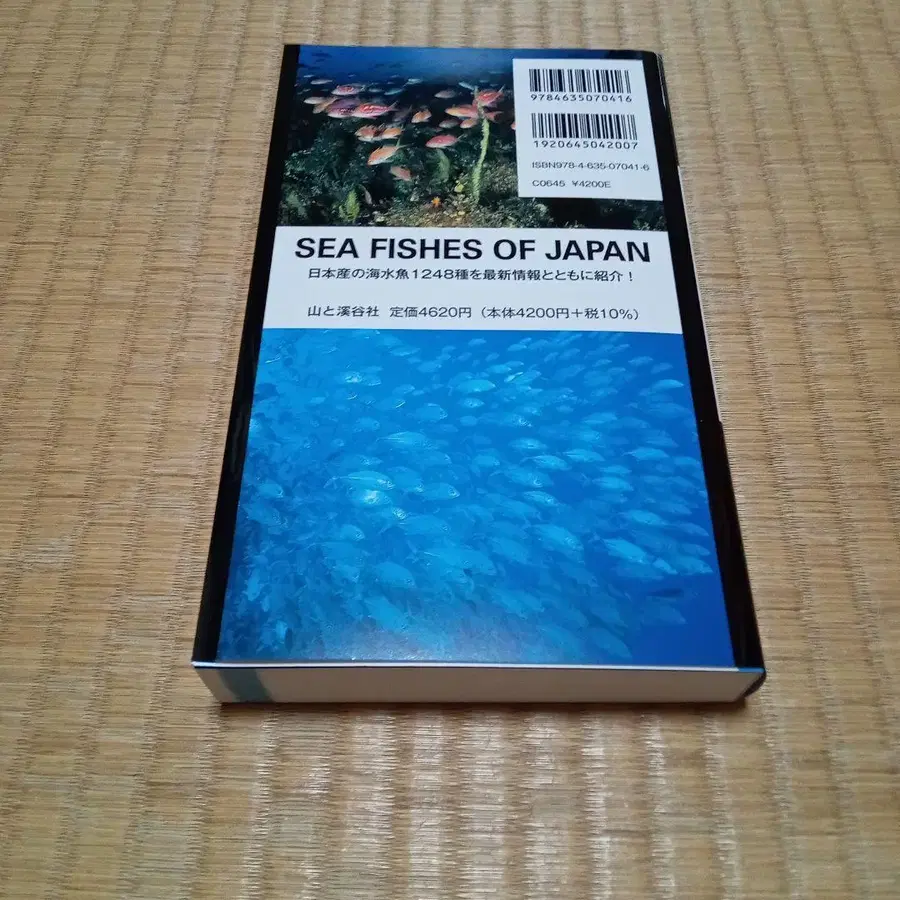 9784635070416
1920645042007
ISBN978-4-635-07041-6
C0645 ¥4200E
SEA FISHES OF JAPAN
日本産の海水魚1248種を最新情報とともに紹介!
山と溪谷社 定価4620円(本体4200円+税10%)